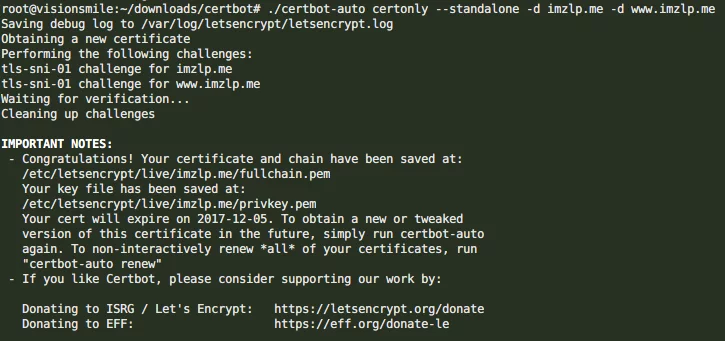 root@visionsmile:~/downloads/certbot# ./certbot-auto certonly --standalone -d imzlp.me -d www.imzlp.me
Saving debug log to /var/log/letsencrypt/letsencrypt.log
Obtaining a new certificate
Performing the following challenges:
tls-sni-01 challenge for imzlp.me
tls-sni-01 challenge for www.imzlp.me
Waiting for verification...
Cleaning up challenges
IMPORTANT NOTES:
- Congratulations! Your certificate and chain have been saved at:
/etc/letsencrypt/live/imzlp.me/fullchain.pem
Your key file has been saved at:
/etc/letsencrypt/live/imzlp.me/privkey.pem
Your cert will expire on 2017-12-05. To obtain a new or tweaked
version of this certificate in the future, simply run certbot-auto
again. To non-interactively renew *all* of your certificates, run
"certbot-auto renew"
- If you like Certbot, please consider supporting our work by:
Donating to ISRG / Let's Encrypt: https://letsencrypt.org/donate
Donating to EFF: https://eff.org/donate-le